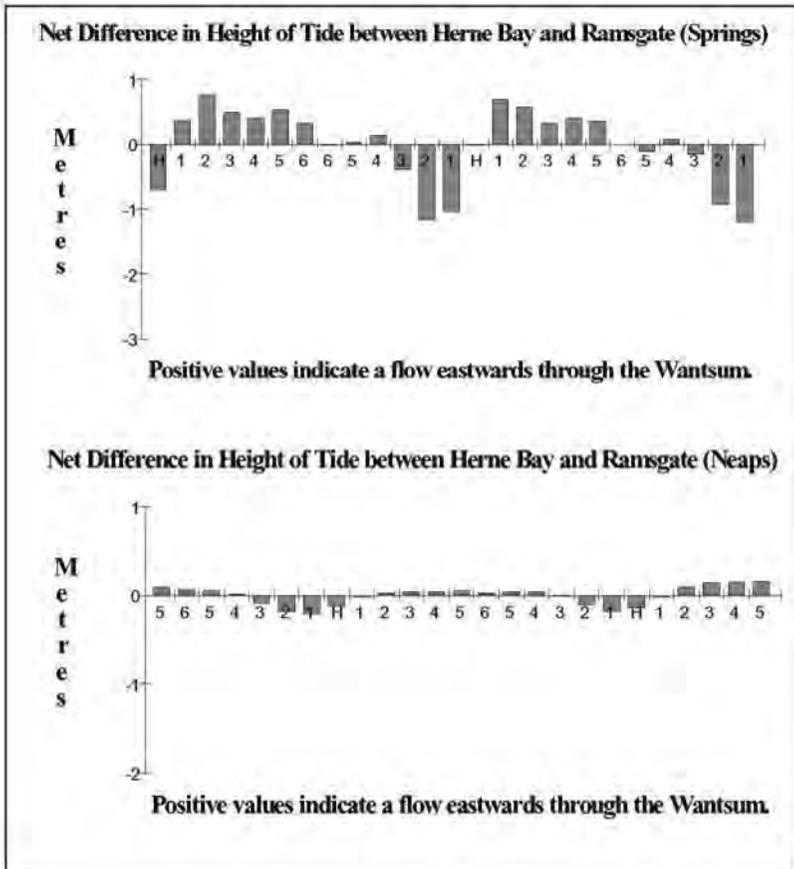 Net Difference in Height of Tide between Herne Bay and Ramsgate (Springs)
Metres
1
0
-1
-2
-3
H 1 2 3 4 5 6 6 5 4 3 2 1 H 1 2 3 4 5 6 5 4 3 2 1
Positive values indicate a flow eastwards through the Wantsum.
Net Difference in Height of Tide between Herne Bay and Ramsgate (Neaps)
Metres
1
0
-1
-2
5 6 5 4 3 2 1 H 1 2 3 4 5 6 5 4 3 2 1 H 1 2 3 4 5
Positive values indicate a flow eastwards through the Wantsum.